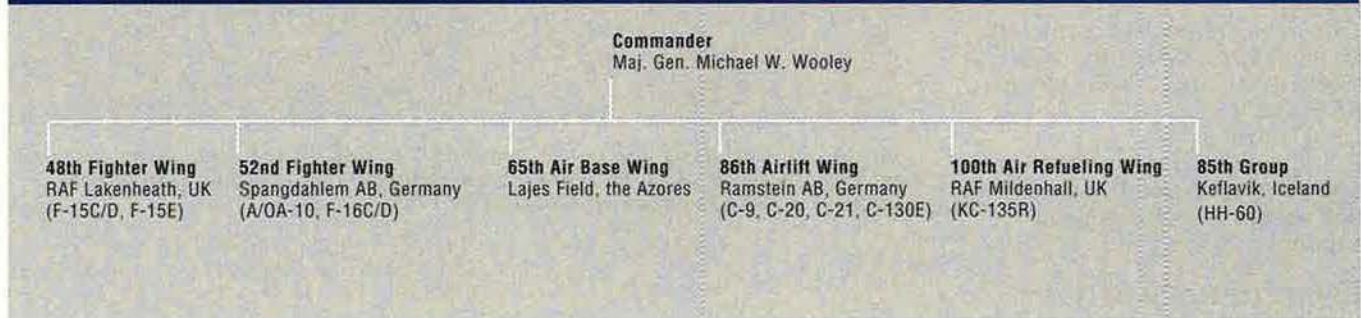 Commander
Maj. Gen. Michael W. Wooley
48th Fighter Wing
RAF Lakenheath, UK
(F-15C/D, F-15E)
52nd Fighter Wing
Spangdahlem AB, Germany
(A/OA-10, F-16C/D)
65th Air Base Wing
Lajes Field, the Azores
86th Airlift Wing
Ramstein AB, Germany
(C-9, C-20, C-21, C-130E)
100th Air Refueling Wing
RAF Mildenhall, UK
(KC-135R)
85th Group
Keflavik, Iceland
(HH-60)